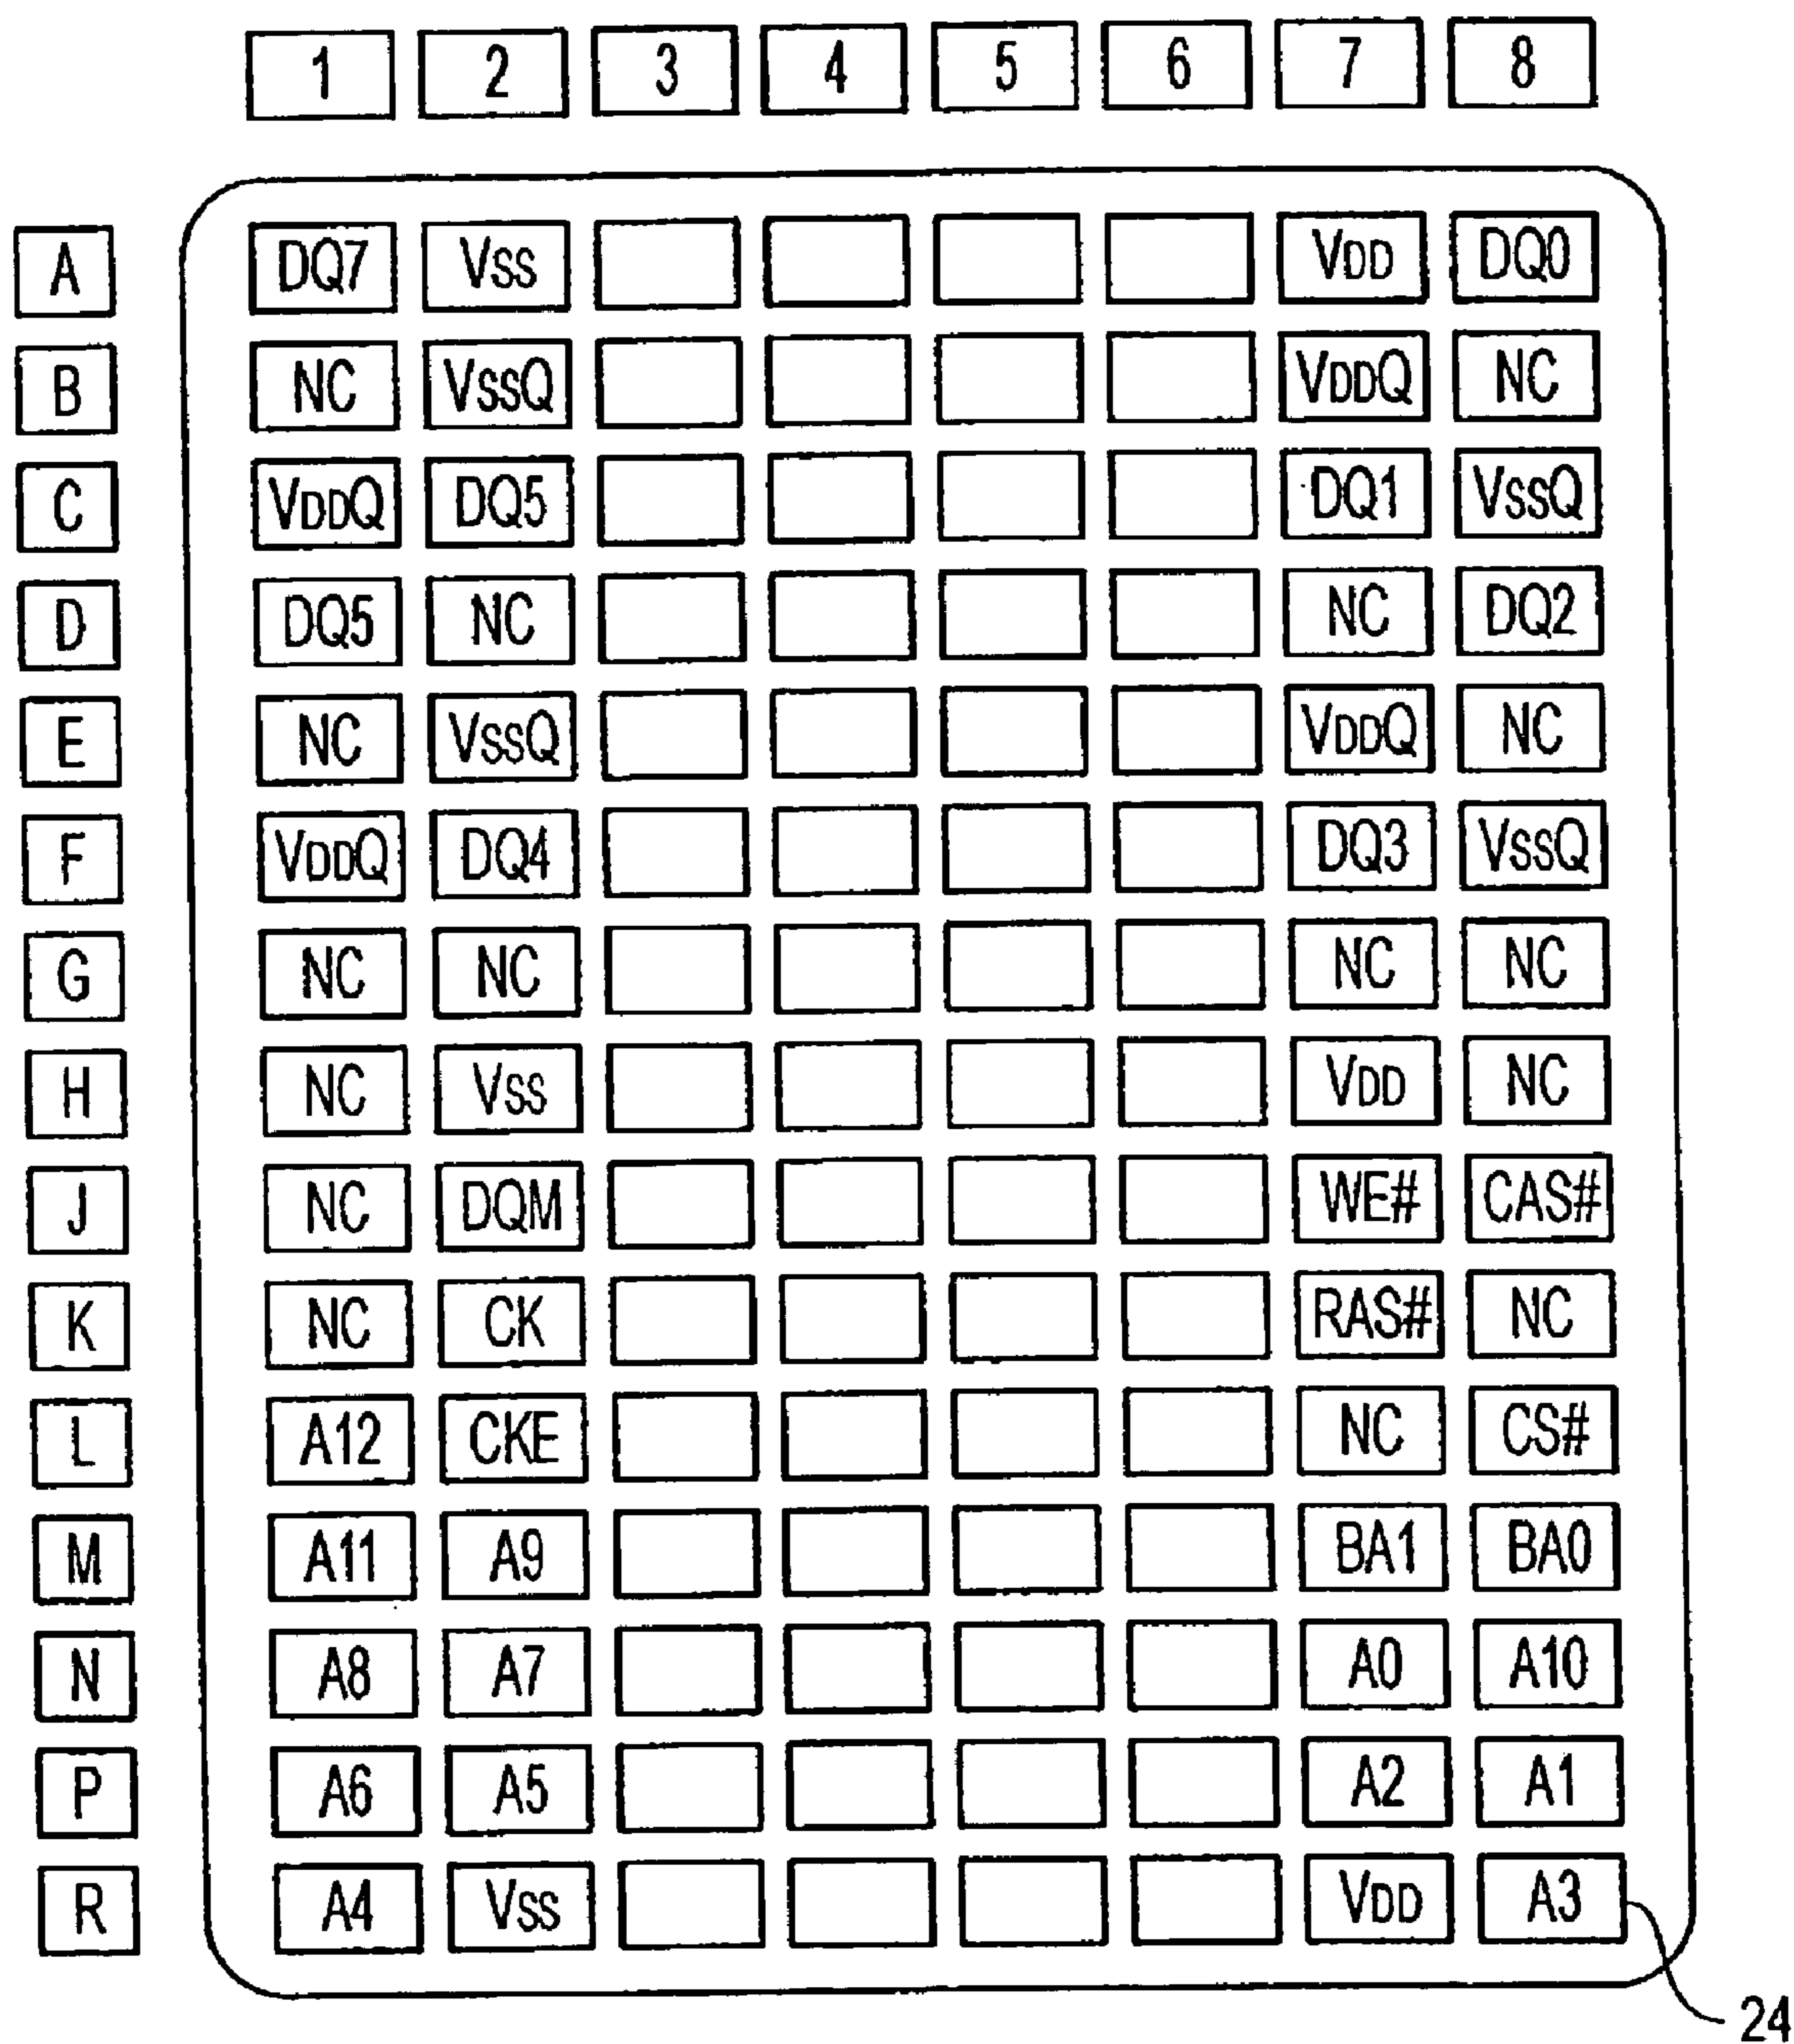 1 2 3 4 5 6 7 8
A DQ7 VSS VDD DQ0
B NC VSSQ VDDQ NC
C VDDQ DQ5 DQ1 VSSQ
D DQ5 NC NC DQ2
E NC VSSQ VDDQ NC
F VDDQ DQ4 DQ3 VSSQ
G NC NC NC NC
H NC VSS VDD NC
J NC DQM WE# CAS#
K NC CK RAS# NC
L A12 CKE NC CS#
M A11 A9 BA1 BA0
N A8 A7 A0 A10
P A6 A5 A2 A1
R A4 VSS VDD A3
24